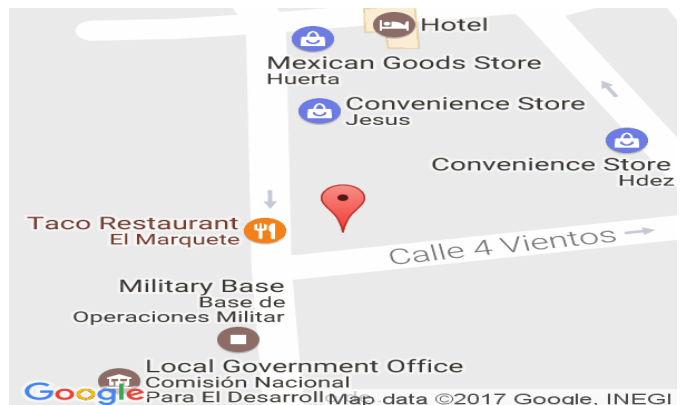 Hotel
Mexican Goods Store
Huerta
Convenience Store
Jesus
Convenience Store
Hdez
Taco Restaurant
El Marquete
Calle 4 Vientos
Military Base
Base de
Operaciones Militar
Local Government Office
Comisión Nacional
Para El Desarroll
Google
Map data ©2017 Google, INEGI